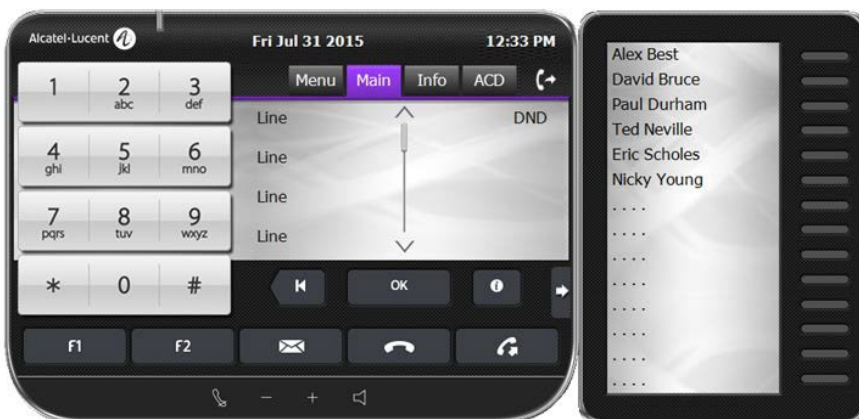 Alcatel·Lucent
Fri Jul 31 2015 12:33 PM
Menu Main Info ACD
Line DND
Line
Line
Line
1 2 abc 3 def
4 ghi 5 jkl 6 mno
7 pqrs 8 tuv 9 wxyz
* 0 #
OK
F1 F2
- +
Alex Best
David Bruce
Paul Durham
Ted Neville
Eric Scholes
Nicky Young
. . . .
. . . .
. . . .
. . . .
. . . .
. . . .
. . . .
. . . .